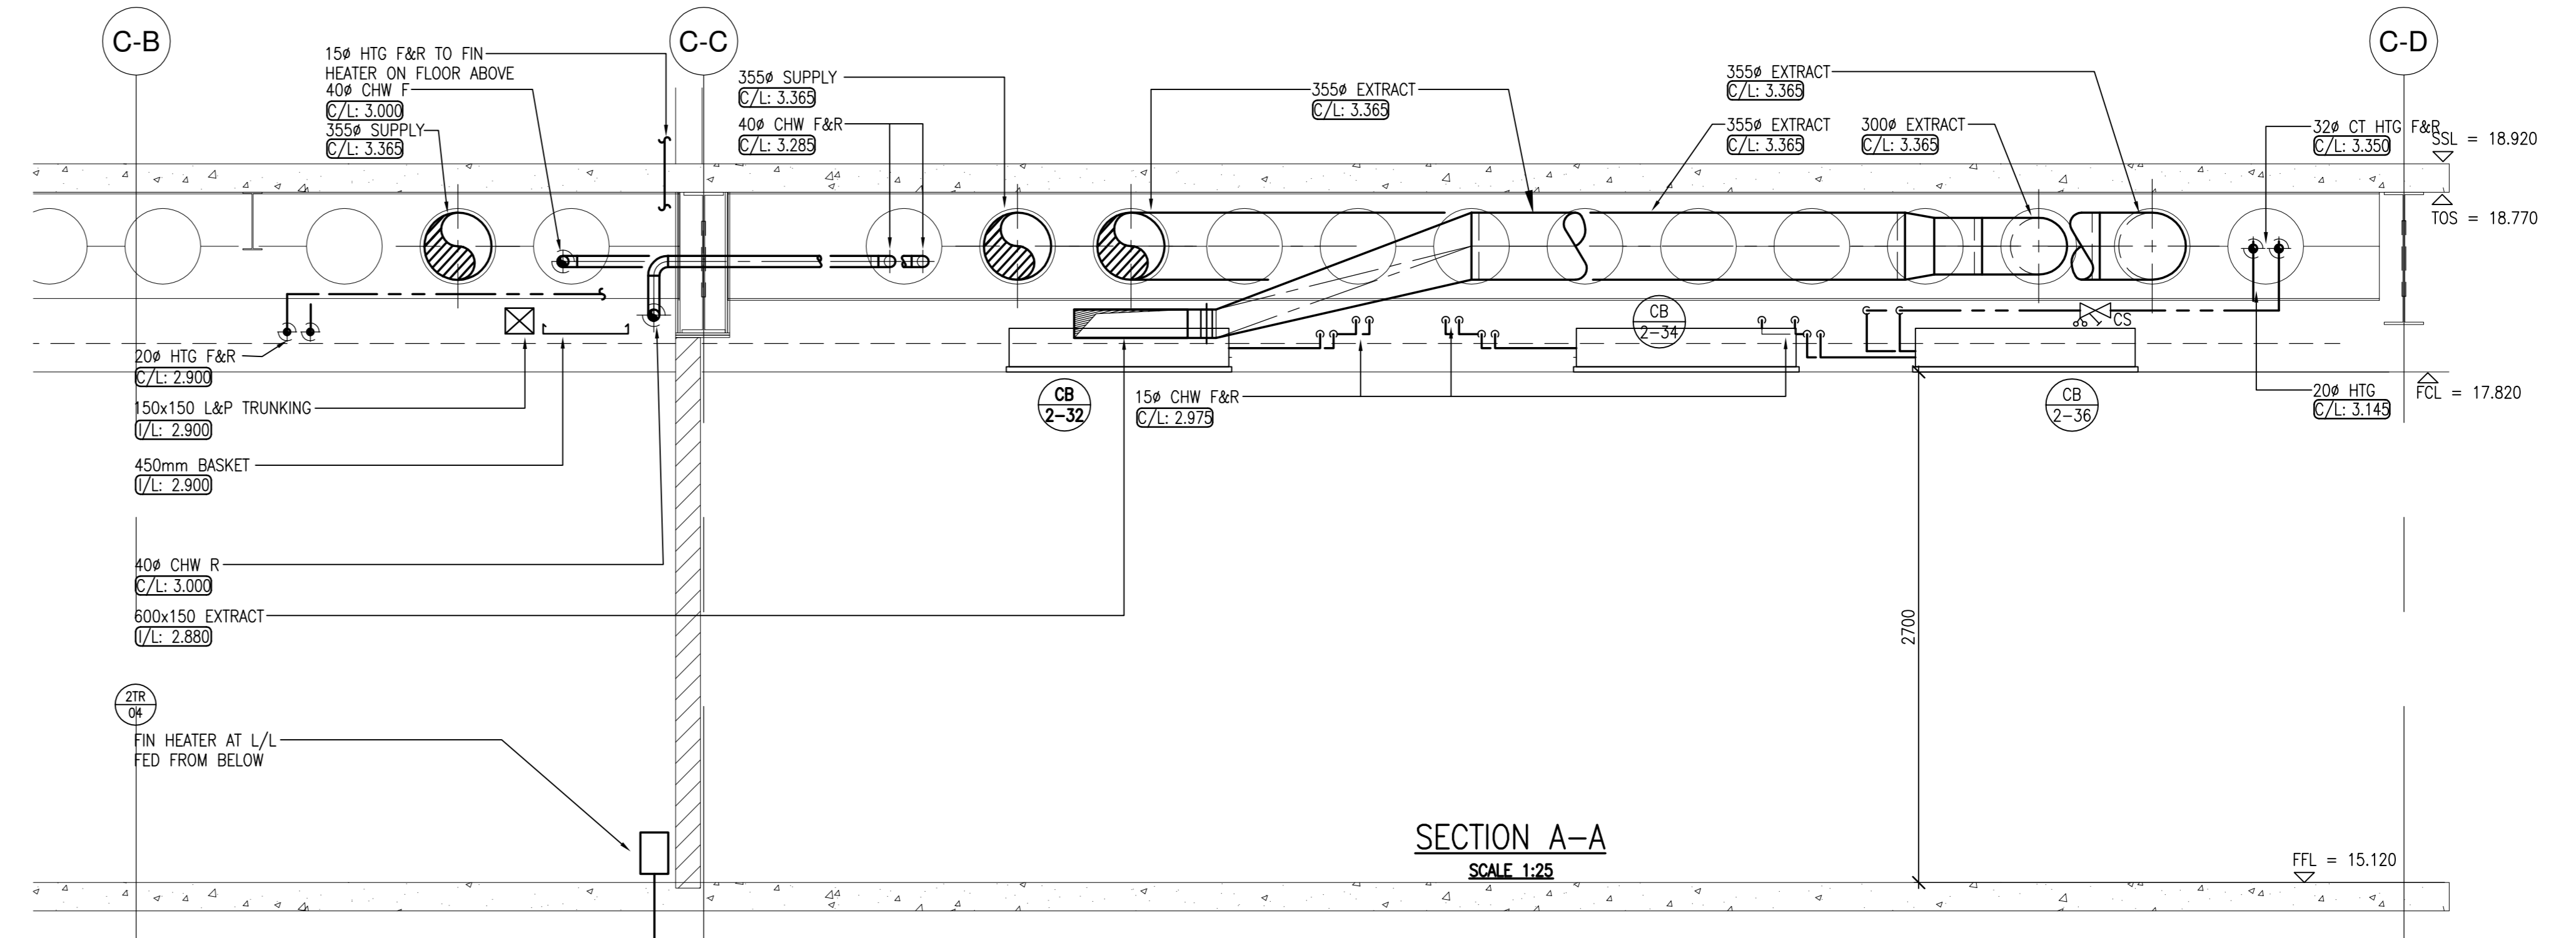 C-B
C-C
C-D
15ø HTG F&R TO FIN
HEATER ON FLOOR ABOVE
40ø CHW F
C/L: 3.000
355ø SUPPLY
C/L: 3.365
355ø SUPPLY
C/L: 3.365
40ø CHW F&R
C/L: 3.285
355ø EXTRACT
C/L: 3.365
355ø EXTRACT
C/L: 3.365
355ø EXTRACT
C/L: 3.365
300ø EXTRACT
C/L: 3.365
32ø CT HTG F&R
C/L: 3.350
SSL = 18.920
TOS = 18.770
20ø HTG F&R
C/L: 2.900
150x150 L&P TRUNKING
I/L: 2.900
450mm BASKET
I/L: 2.900
40ø CHW R
C/L: 3.000
600x150 EXTRACT
I/L: 2.880
CB
2-32
15ø CHW F&R
C/L: 2.975
CB
2-34
CS
CB
2-36
20ø HTG
C/L: 3.145
FCL = 17.820
2700
2TR
04
FIN HEATER AT L/L
FED FROM BELOW
SECTION A-A
SCALE 1:25
FFL = 15.120